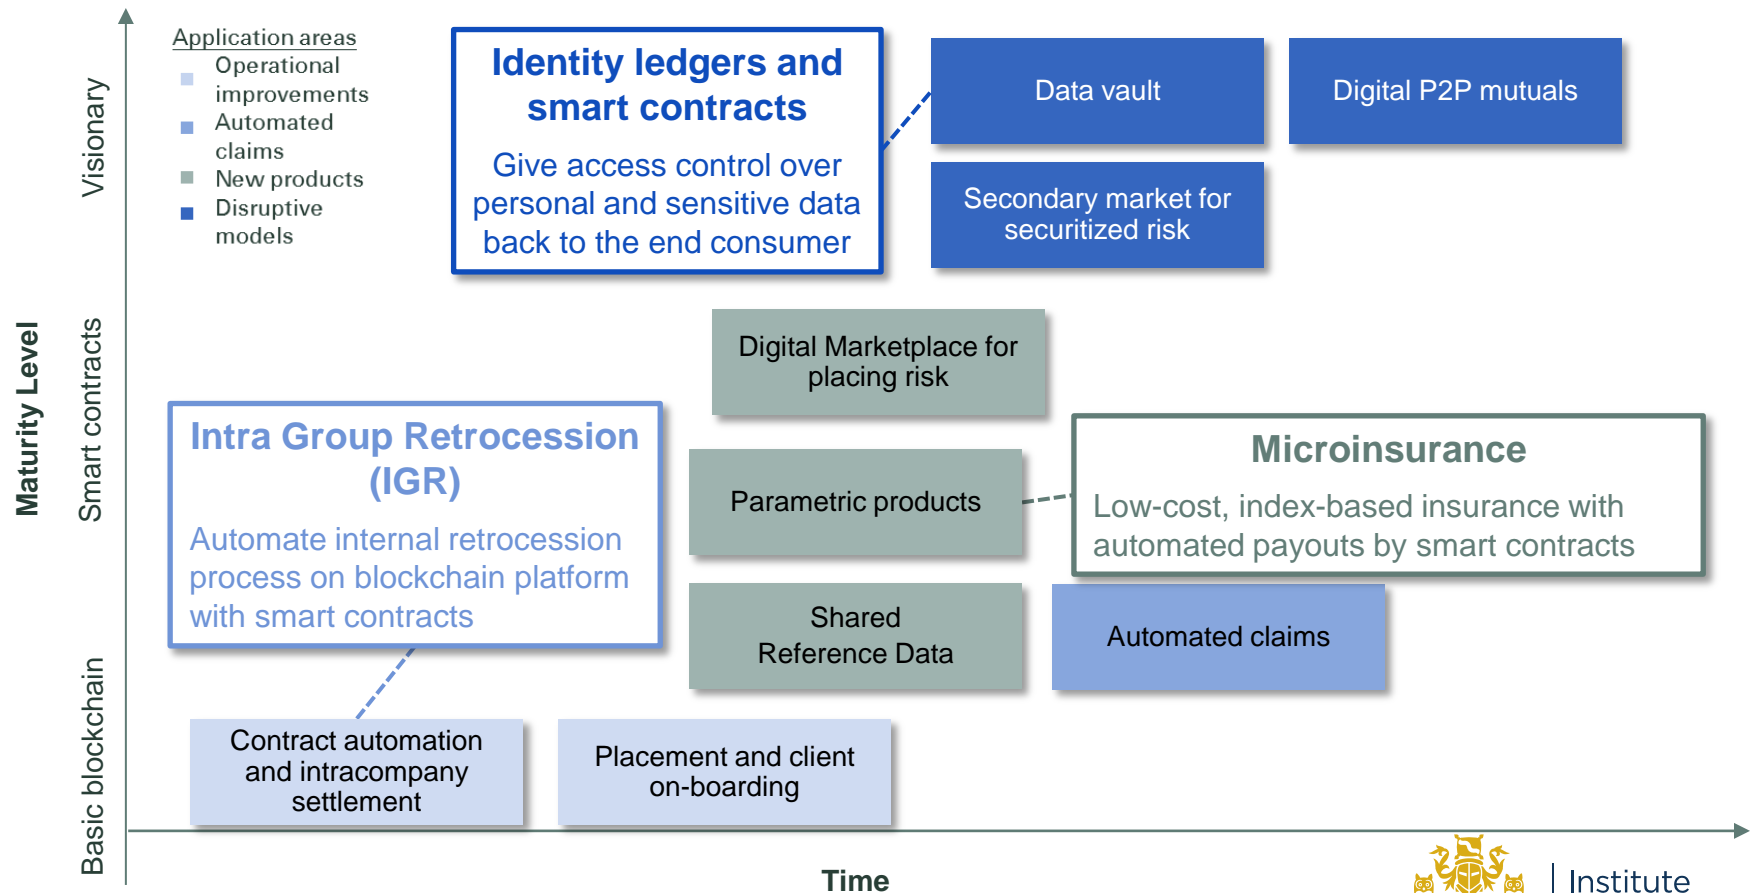 Application areas
Operational
improvements
Automated
claims
New products
Disruptive
models
Identity ledgers and
smart contracts
Give access control over
personal and sensitive data
back to the end consumer
Data vault
Digital P2P mutuals
Secondary market for
securitized risk
Visionary
Maturity Level
Smart contracts
Basic blockchain
Digital Marketplace for
placing risk
Intra Group Retrocession
(IGR)
Automate internal retrocession
process on blockchain platform
with smart contracts
Parametric products
Microinsurance
Low-cost, index-based insurance with
automated payouts by smart contracts
Shared
Reference Data
Automated claims
Contract automation
and intracompany
settlement
Placement and client
on-boarding
Time
Institute